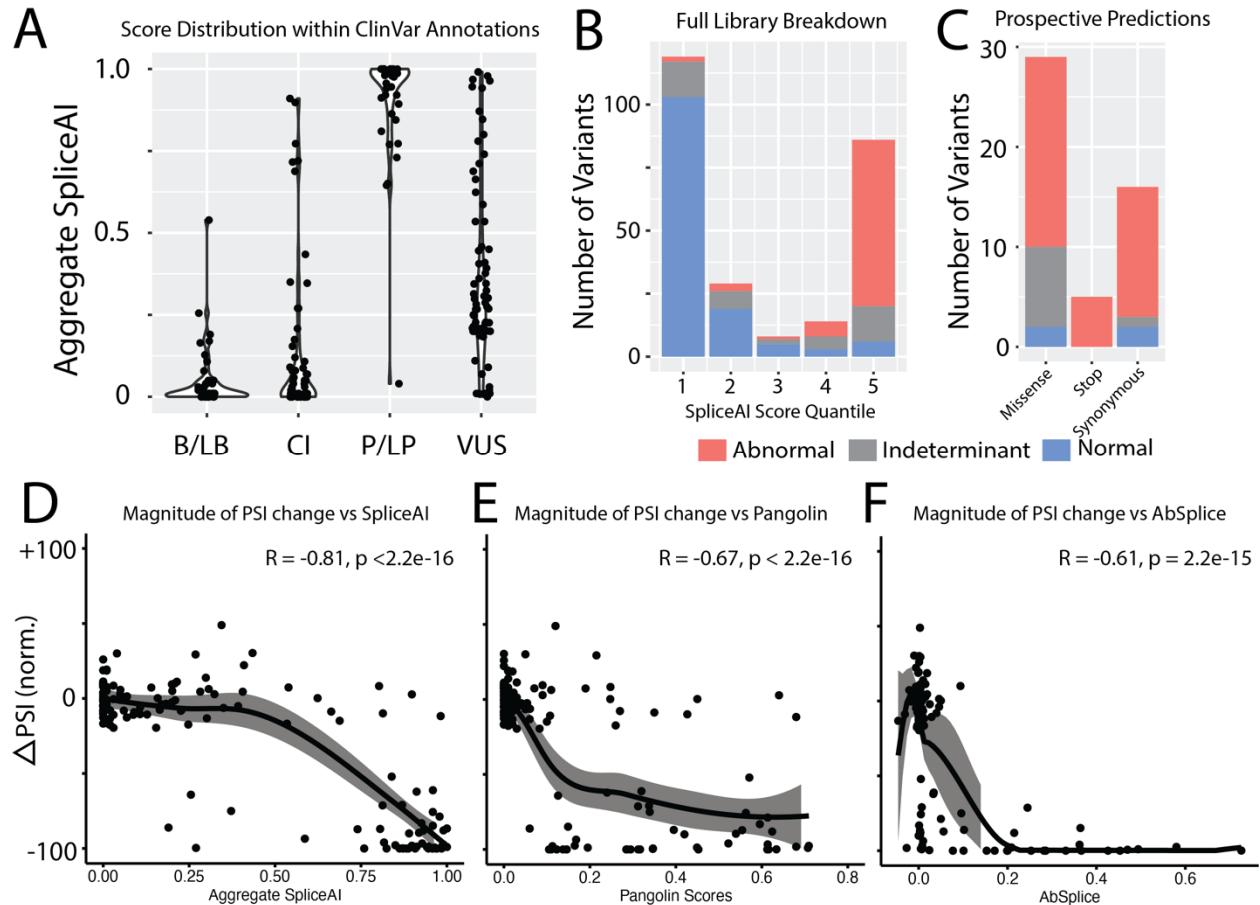 A
Score Distribution within ClinVar Annotations
Aggregate SpliceAI
1.0
0.5
0
B/LB CI P/LP VUS
B
Full Library Breakdown
Number of Variants
100
50
0
1 2 3 4 5
SpliceAI Score Quantile
C
Prospective Predictions
Number of Variants
30
20
10
0
Missense
Stop
Synonymous
Abnormal Indeterminant Normal
D
Magnitude of PSI change vs SpliceAI
R = -0.81, p <2.2e-16
△PSI (norm.)
+100
0
-100
0.00 0.25 0.50 0.75 1.00
Aggregate SpliceAI
E
Magnitude of PSI change vs Pangolin
R = -0.67, p < 2.2e-16
0.0 0.2 0.4 0.6 0.8
Pangolin Scores
F
Magnitude of PSI change vs AbSplice
R = -0.61, p = 2.2e-15
0.0 0.2 0.4 0.6
AbSplice